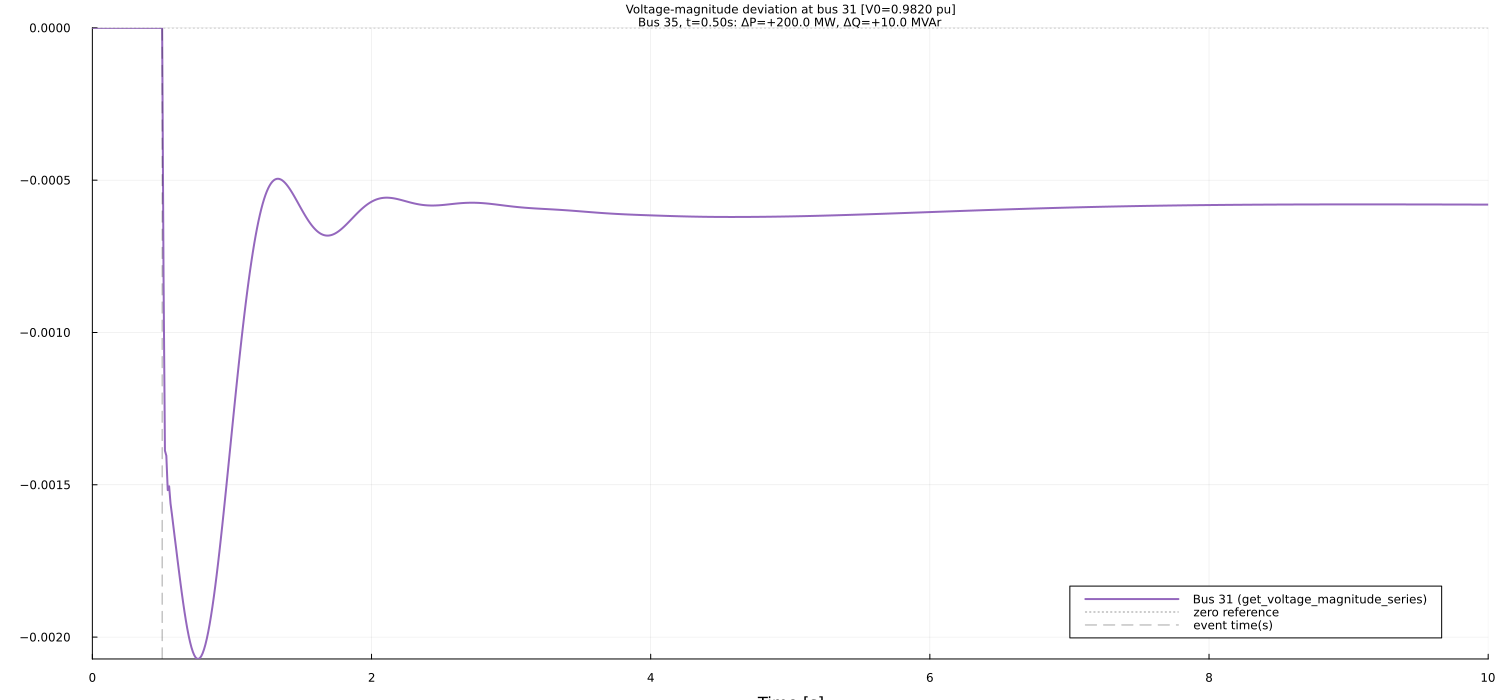 Voltage-magnitude deviation at bus 31 [V0=0.9820 pu]
Bus 35, t=0.50s: ΔP=+200.0 MW, ΔQ=+10.0 MVAr
0.0000
−0.0005
−0.0010
−0.0015
−0.0020
Bus 31 (get_voltage_magnitude_series)
zero reference
event time(s)
0 2 4 6 8 10
Time [s]